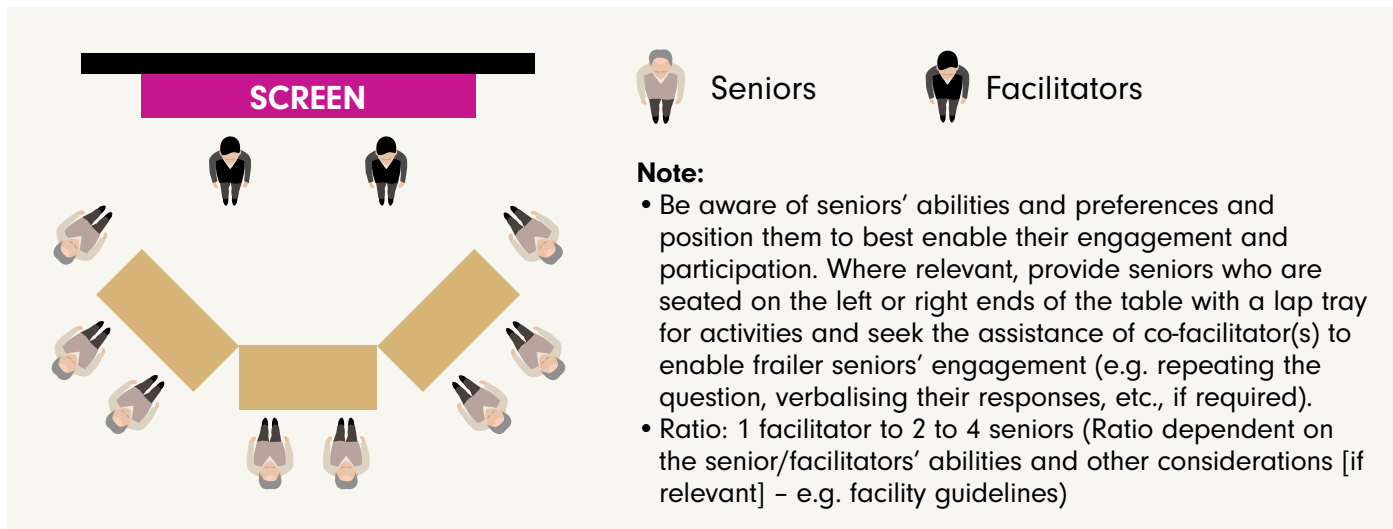 SCREEN
Seniors
Facilitators
Note:
• Be aware of seniors’ abilities and preferences and
position them to best enable their engagement and
participation. Where relevant, provide seniors who are
seated on the left or right ends of the table with a lap tray
for activities and seek the assistance of co-facilitator(s) to
enable frailer seniors’ engagement (e.g. repeating the
question, verbalising their responses, etc., if required).
• Ratio: 1 facilitator to 2 to 4 seniors (Ratio dependent on
the senior/facilitators’ abilities and other considerations [if
relevant] – e.g. facility guidelines)